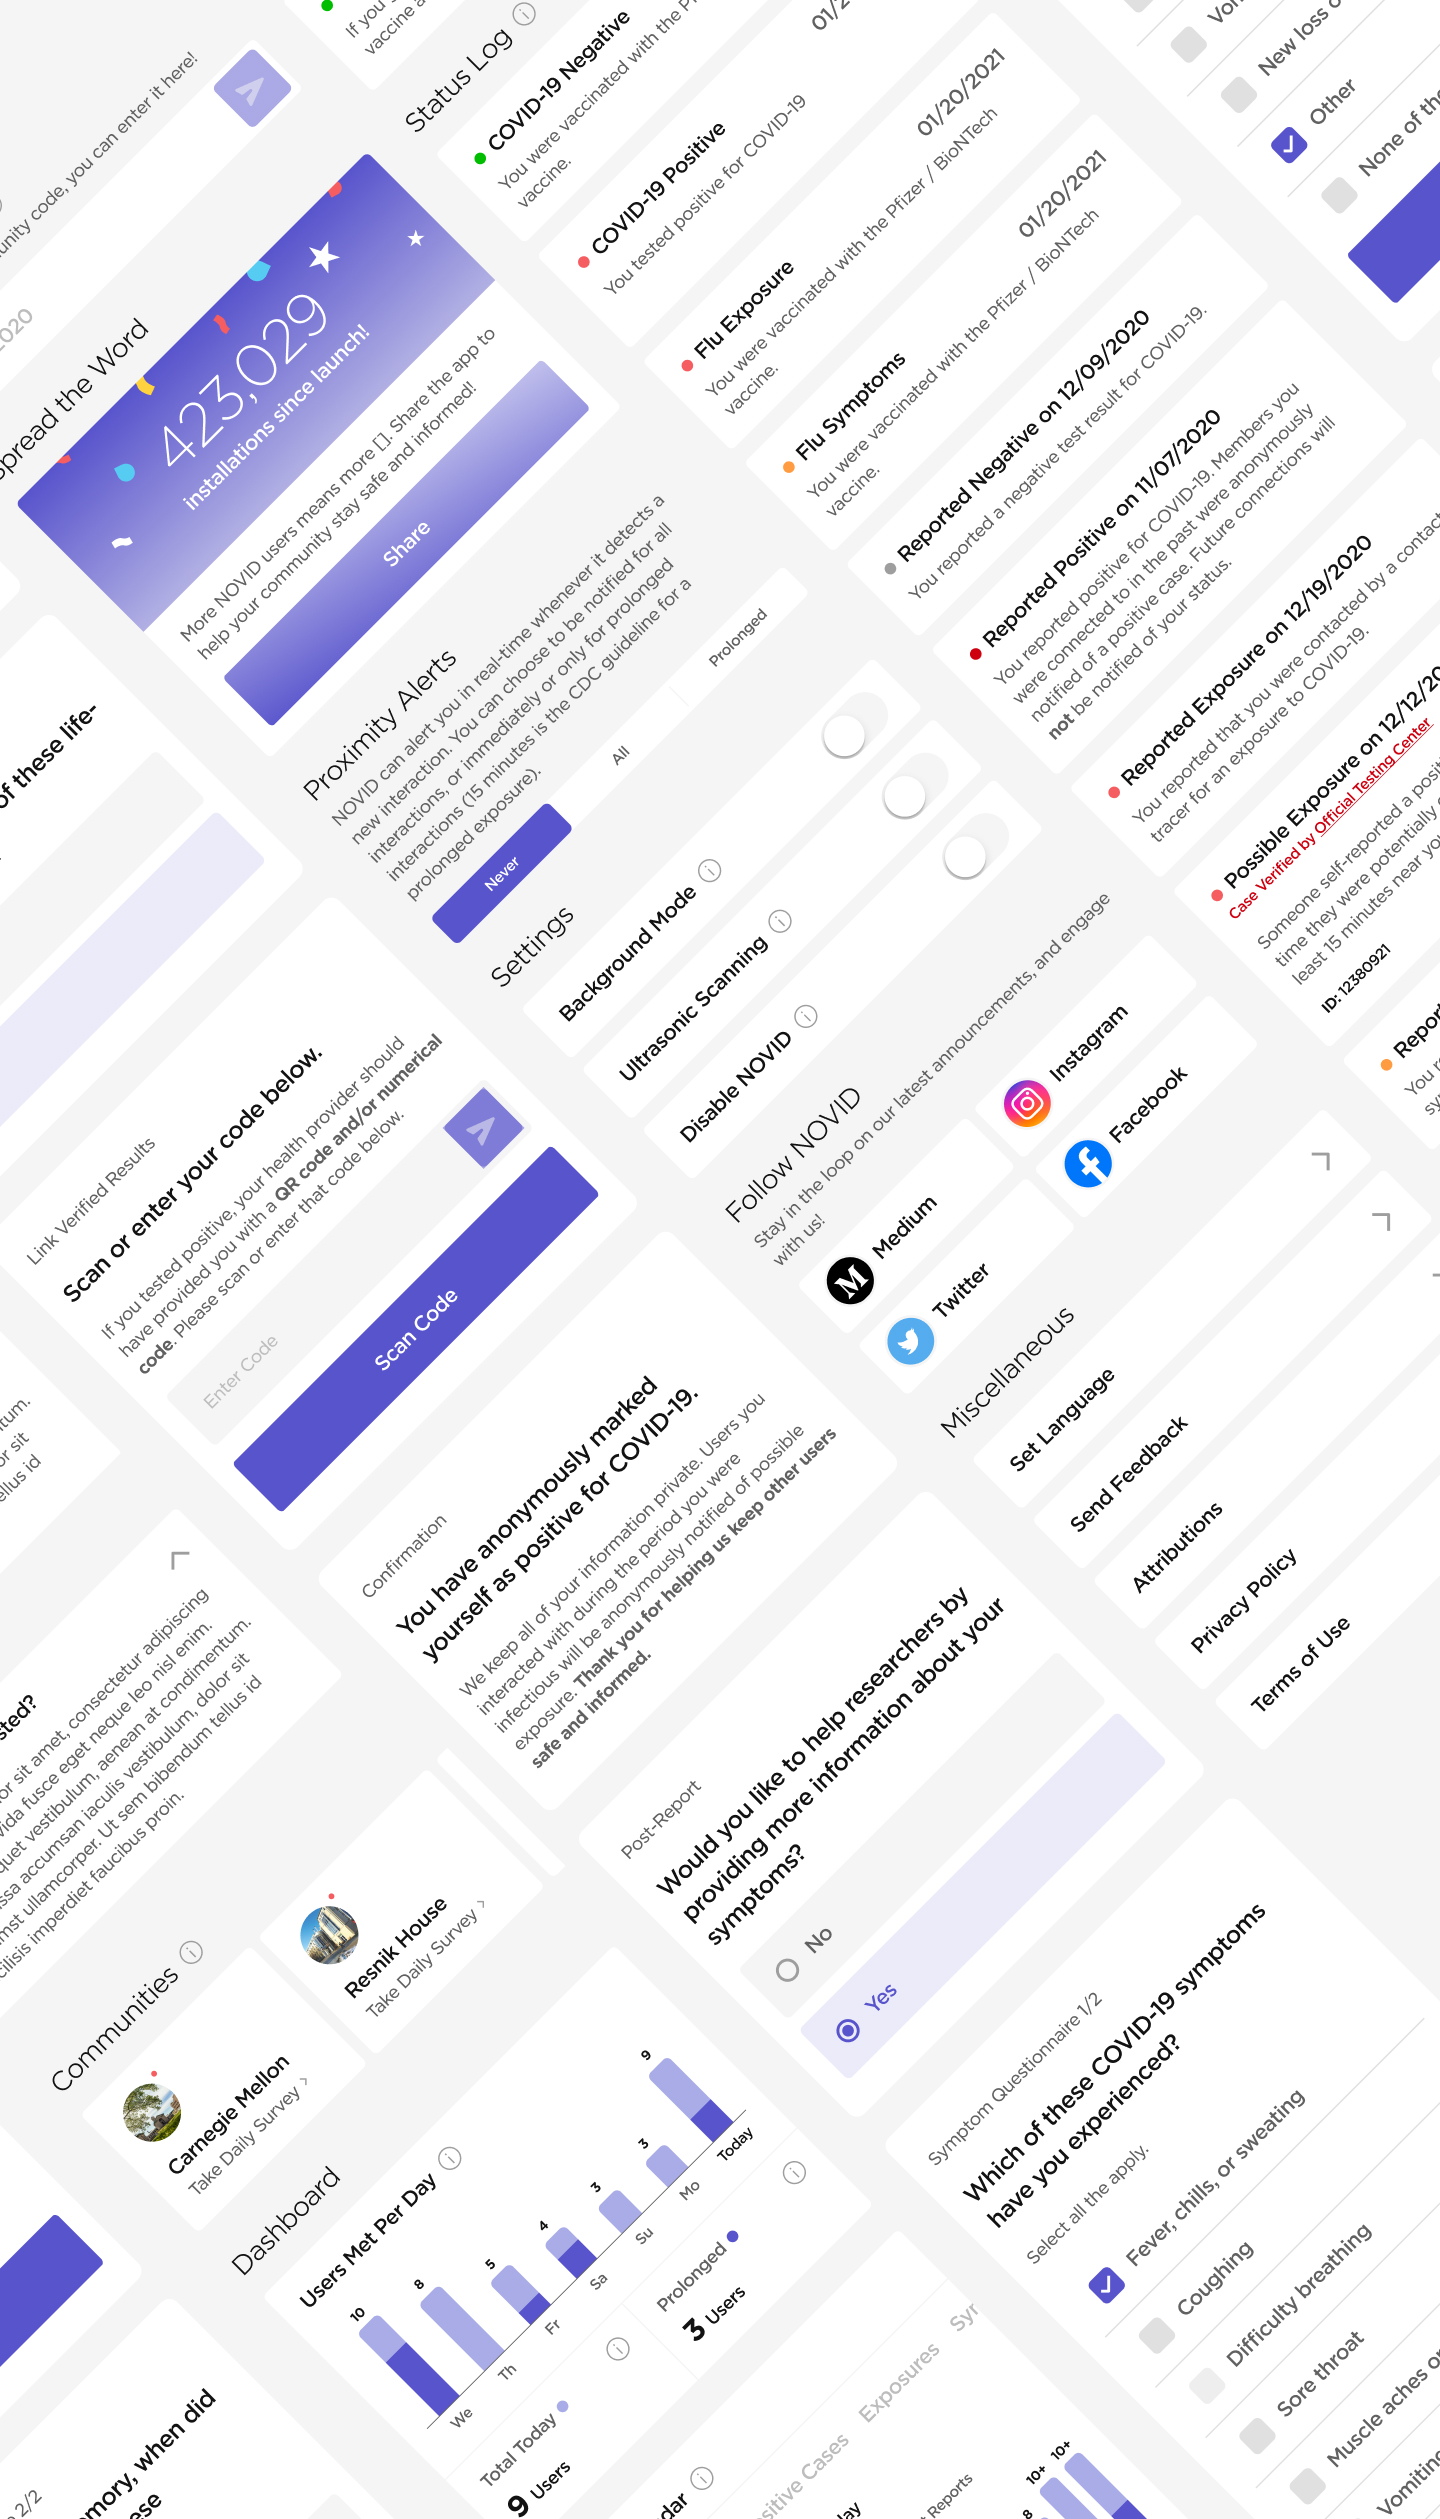 unity code, you can enter it here!
2020
Spread the Word
423,029
installations since launch!
More NOVID users means more []. Share the app to
help your community stay safe and informed!
Share
If you
vaccine a
Status Log
COVID-19 Negative
You were vaccinated with the Pf
vaccine.
01/2
COVID-19 Positive
You tested positive for COVID-19
01/20/2021
Flu Exposure
You were vaccinated with the Pfizer / BioNTech
vaccine.
01/20/2021
Flu Symptoms
You were vaccinated with the Pfizer / BioNTech
vaccine.
Reported Negative on 12/09/2020
You reported a negative test result for COVID-19.
Reported Positive on 11/07/2020
You reported positive for COVID-19. Members you
were connected to in the past were anonymously
notified of a positive case. Future connections will
not be notified of your status.
Reported Exposure on 12/19/2020
You reported that you were contacted by a contact
tracer for an exposure to COVID-19.
Possible Exposure on 12/12/20
Case Verified by Official Testing Center
Someone self-reported a posit
time they were potentially
least 15 minutes near you
ID: 12380921
Report
You re
sy
Vom
New loss o
Other
None of the
Proximity Alerts
NOVID can alert you in real-time whenever it detects a
new interaction. You can choose to be notified for all
interactions, or immediately or only for prolonged
interactions (15 minutes is the CDC guideline for a
prolonged exposure).
Never
All
Prolonged
Settings
Background Mode
Ultrasonic Scanning
Disable NOVID
Follow NOVID
Stay in the loop on our latest announcements, and engage
with us!
Medium
Instagram
Twitter
Facebook
Miscellaneous
Set Language
Send Feedback
Attributions
Privacy Policy
Terms of Use
of these life-
Link Verified Results
Scan or enter your code below.
If you tested positive, your health provider should
have provided you with a QR code and/or numerical
code. Please scan or enter that code below.
Enter Code
Scan Code
Confirmation
You have anonymously marked
yourself as positive for COVID-19.
We keep all of your information private. Users you
interacted with during the period you were
infectious will be anonymously notified of possible
exposure. Thank you for helping us keep other users
safe and informed.
Post-Report
Would you like to help researchers by
providing more information about your
symptoms?
No
Yes
Symptom Questionnaire 1/2
Which of these COVID-19 symptoms
have you experienced?
Select all the apply.
Fever, chills, or sweating
Coughing
Difficulty breathing
Sore throat
Muscle aches or
Vomiting
tum.
or sit
ellus id
sted?
or sit amet, consectetur adipiscing
vida fusce eget neque leo nisl enim.
quet vestibulum, aenean at condimentum.
ssa accumsan iaculis vestibulum, dolor sit
mst ullamcorper. Ut sem bibendum tellus id
cilisis imperdiet faucibus proin.
Communities
Carnegie Mellon
Take Daily Survey >
Resnik House
Take Daily Survey >
Dashboard
Users Met Per Day
10
8
5
4
3
3
9
We
Th
Fr
Sa
Su
Mo
Today
Total Today
9 Users
Prolonged
3 Users
dar
sitive Cases
Exposures
Syr
lay
Reports
8
10+
10+
2/2
mory, when did
ese